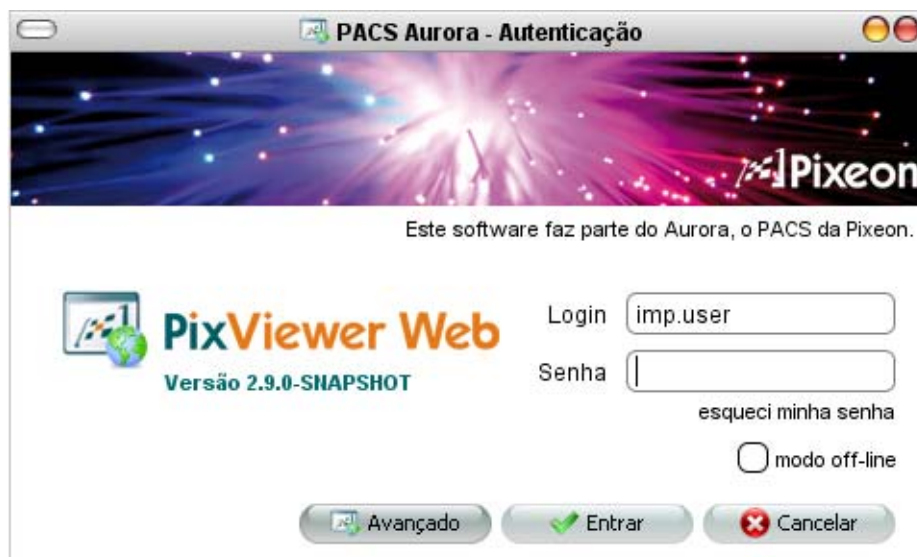 PACS Aurora - Autenticação
Pixeon
Este software faz parte do Aurora, o PACS da Pixeon.
PixViewer Web
Versão 2.9.0-SNAPSHOT
Login imp.user
Senha
esqueci minha senha
modo off-line
Avançado Entrar Cancelar